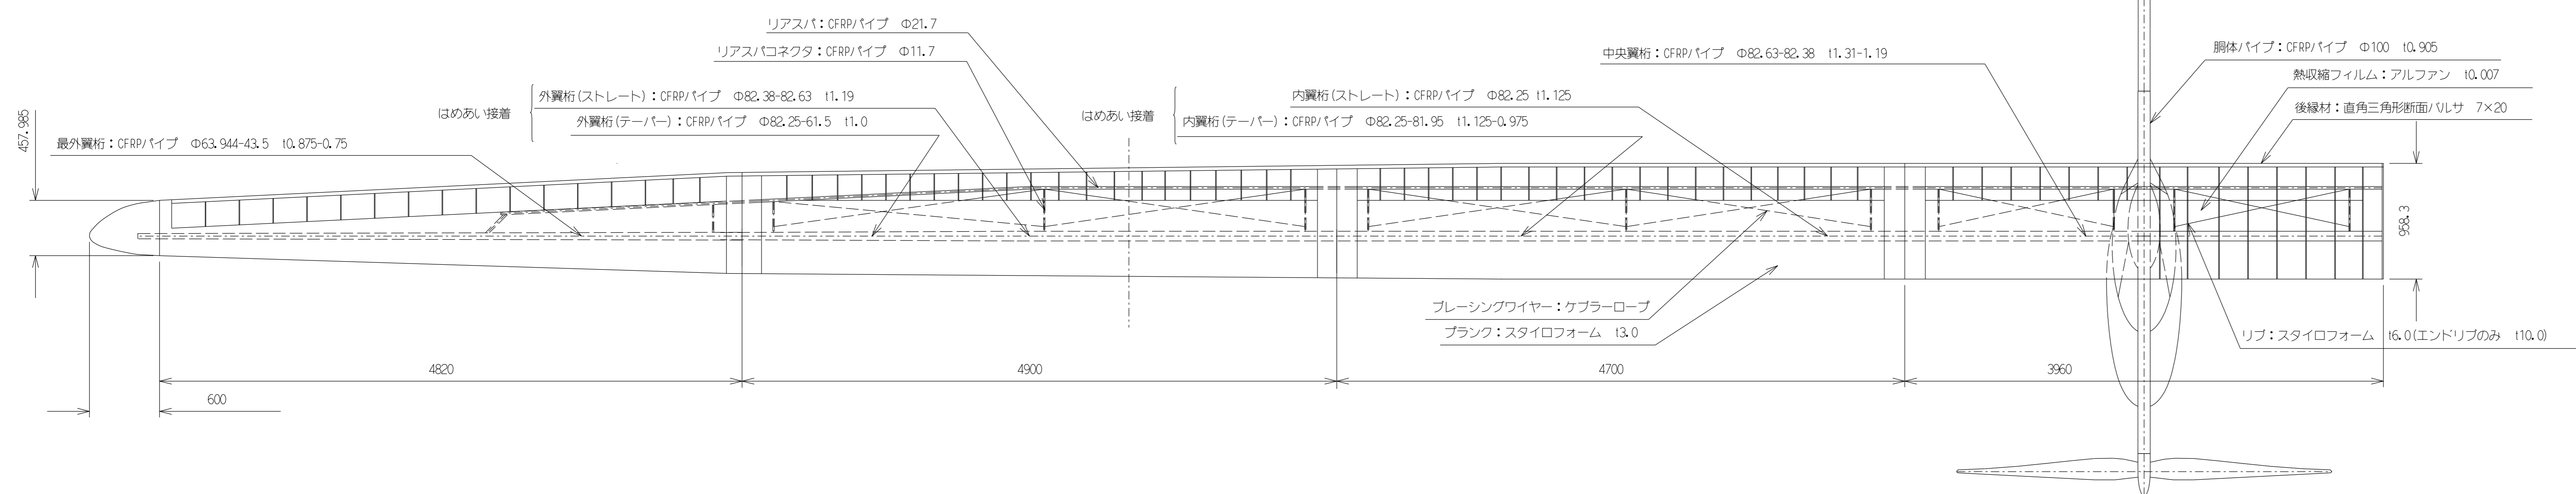 リアスパ：CFRPパイプ　Φ21.7
リアスパコネクタ：CFRPパイプ　Φ11.7
中央翼桁：CFRPパイプ　Φ82.63-82.38　t1.31-1.19
胴体パイプ：CFRPパイプ　Φ100　t0.905
熱収縮フィルム：アルファン　t0.007
はめあい接着
外翼桁(ストレート)：CFRPパイプ　Φ82.38-82.63　t1.19
外翼桁(テーパー)：CFRPパイプ　Φ82.25-61.5　t1.0
はめあい接着
内翼桁(ストレート)：CFRPパイプ　Φ82.25 t1.125
内翼桁(テーパー)：CFRPパイプ　Φ82.25-81.95　t1.125-0.975
後縁材：直角三角形断面バルサ　7×20
457.985
最外翼桁：CFRPパイプ　Φ63.944-43.5　t0.875-0.75
958.3
ブレーシングワイヤー：ケブラーロープ
プランク：スタイロフォーム　t3.0
リブ：スタイロフォーム　t6.0(エンドリブのみ　t10.0)
4820
4900
4700
3960
600